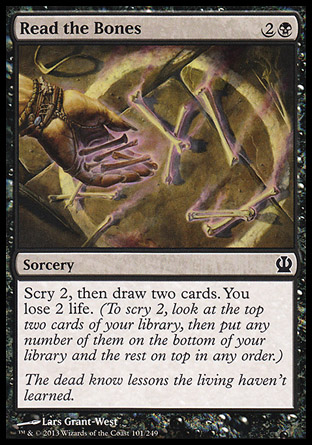 Read the Bones 2
Sorcery
Scry 2, then draw two cards. You
lose 2 life. (To scry 2, look at the top
two cards of your library, then put any
number of them on the bottom of your
library and the rest on top in any order.)
The dead know lessons the living haven't
learned.
Lars Grant-West
™ & © 2013 Wizards of the Coast 101/249